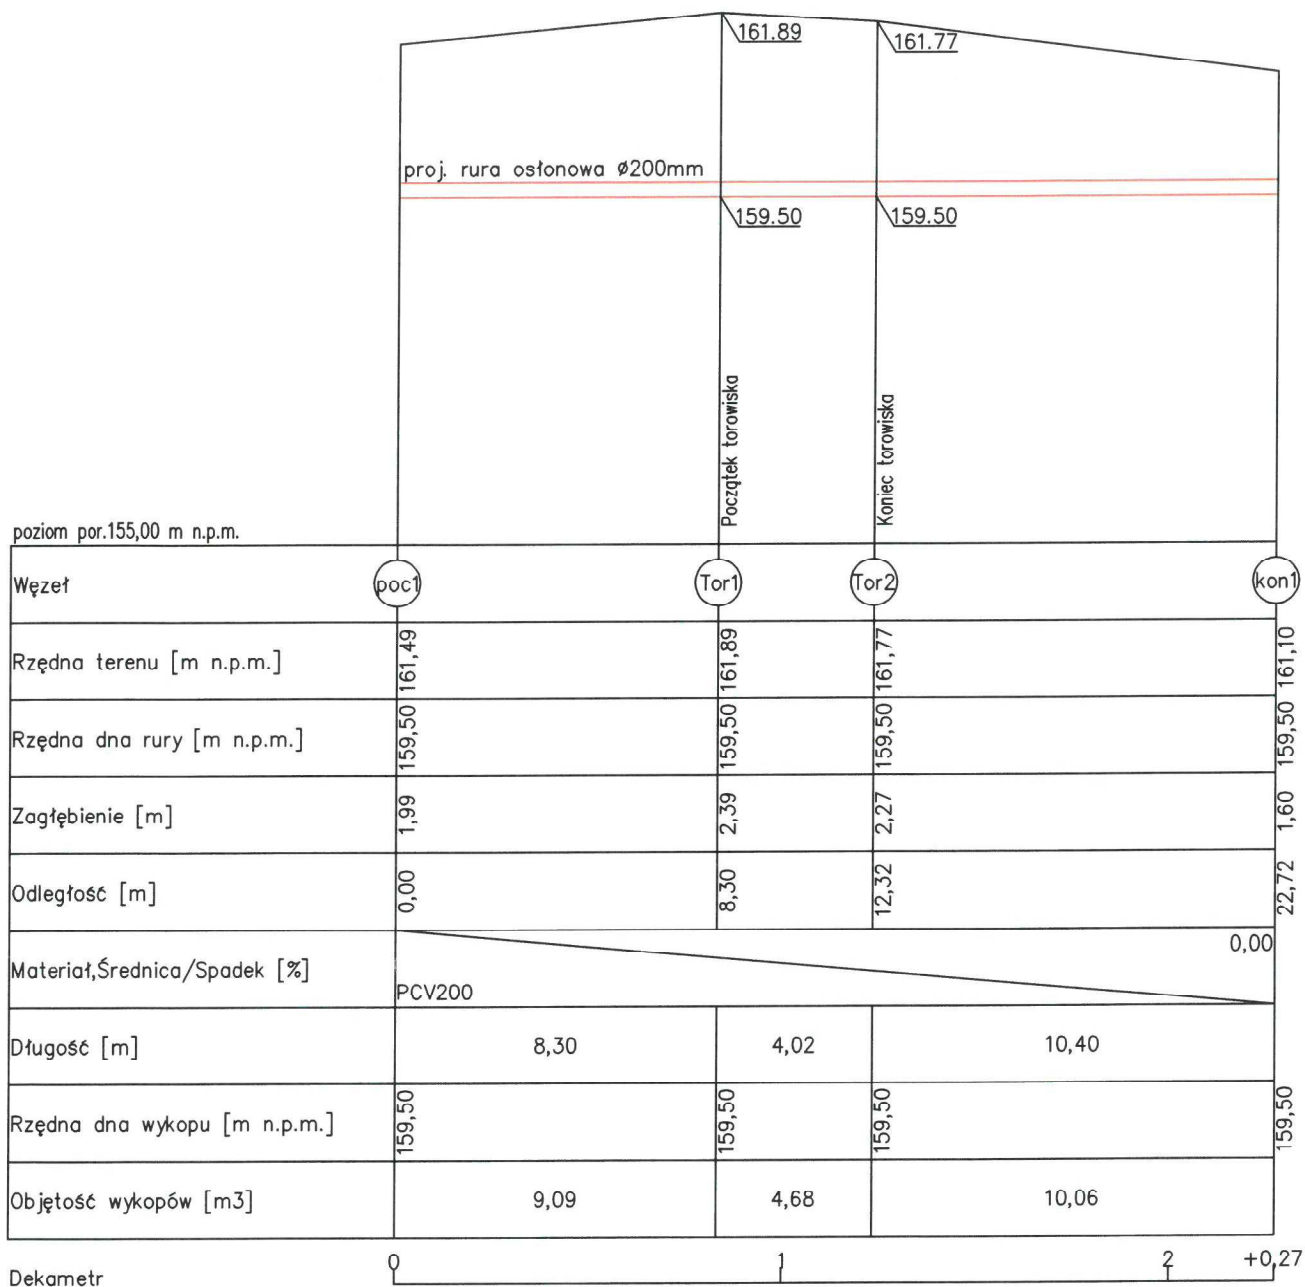 161.89
161.77
proj. rura osłonowa ø200mm
159.50
159.50
Początek torowiska
Koniec torowiska
poziom por.155,00 m n.p.m.
Węzeł
poc1
Tor1
Tor2
kon1
Rzędna terenu [m n.p.m.]
161,49
161,89
161,77
161,10
Rzędna dna rury [m n.p.m.]
159,50
159,50
159,50
159,50
Zagłębienie [m]
1,99
2,39
2,27
1,60
Odległość [m]
0,00
8,30
12,32
22,72
Materiał,Średnica/Spadek [%]
PCV200
0,00
Długość [m]
8,30
4,02
10,40
Rzędna dna wykopu [m n.p.m.]
159,50
159,50
159,50
159,50
Objętość wykopów [m3]
9,09
4,68
10,06
Dekametr
0
1
2
+0,27